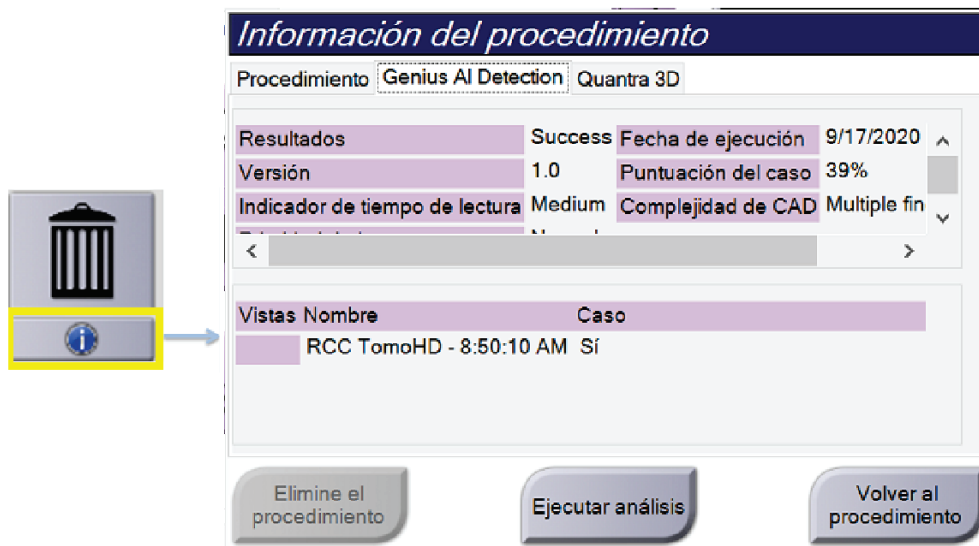 Información del procedimiento
Procedimiento Genius AI Detection Quantra 3D
Resultados Success Fecha de ejecución 9/17/2020
Versión 1.0 Puntuación del caso 39%
Indicador de tiempo de lectura Medium Complejidad de CAD Multiple fin
Vistas Nombre Caso
RCC TomoHD - 8:50:10 AM Sí
Elimine el procedimiento Ejecutar análisis Volver al procedimiento